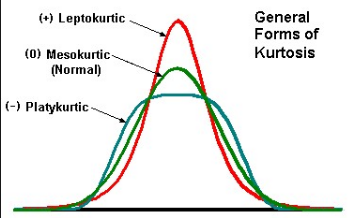 (+) Leptokurtic
General
Forms of
Kurtosis
(0) Mesokurtic
(Normal)
(−) Platykurtic